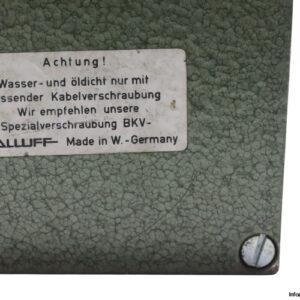 Achtung!
Wasser- und öldicht nur mit
ssender Kabelverschraubung
Wir empfehlen unsere
Spezialverschraubung BKV-
ALLUFF Made in W.-Germany